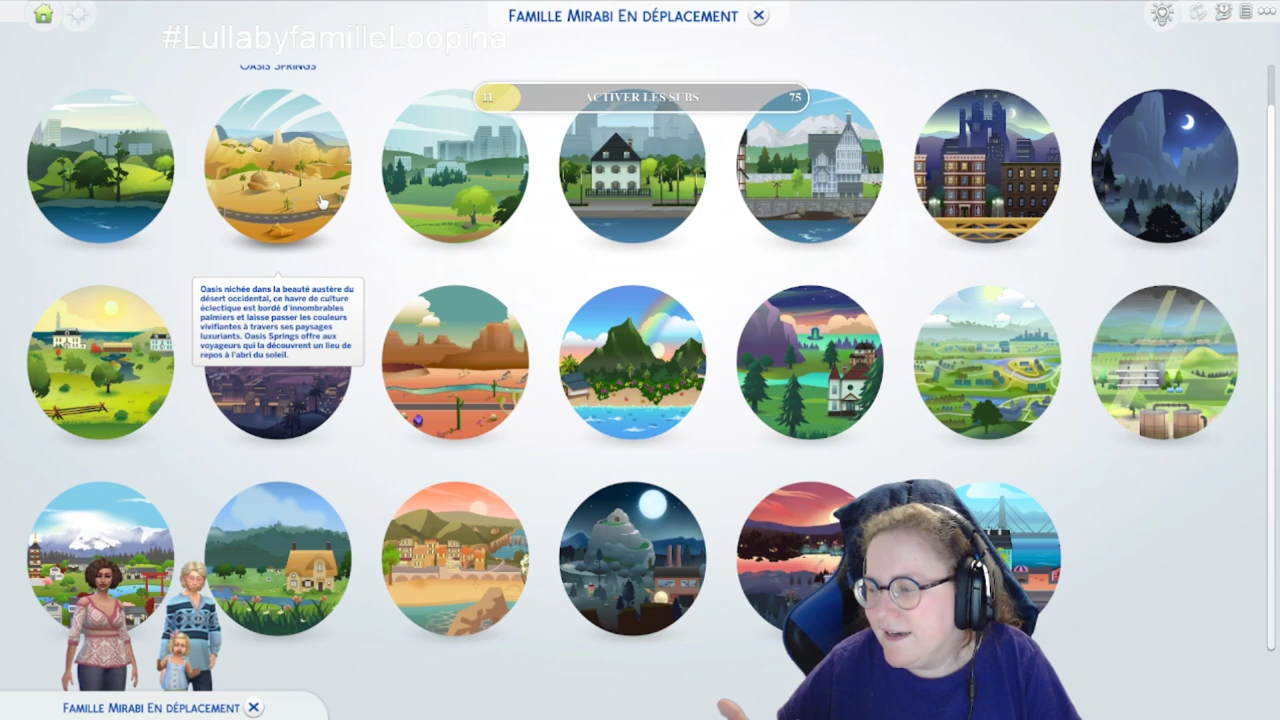 FAMILLE MIRABI EN DÉPLACEMENT
#LullabyfamilleLoopina
OASIS SPRINGS
11 ACTIVER LES SUBS 75
Oasis nichée dans la beauté austère du
désert occidental, ce havre de culture
éclectique est bordé d'innombrables
palmiers et laisse passer les couleurs
vivifiantes à travers ses paysages
luxuriants. Oasis Springs offre aux
voyageurs qui la découvrent un lieu de
repos à l'abri du soleil.
FAMILLE MIRABI EN DÉPLACEMENT